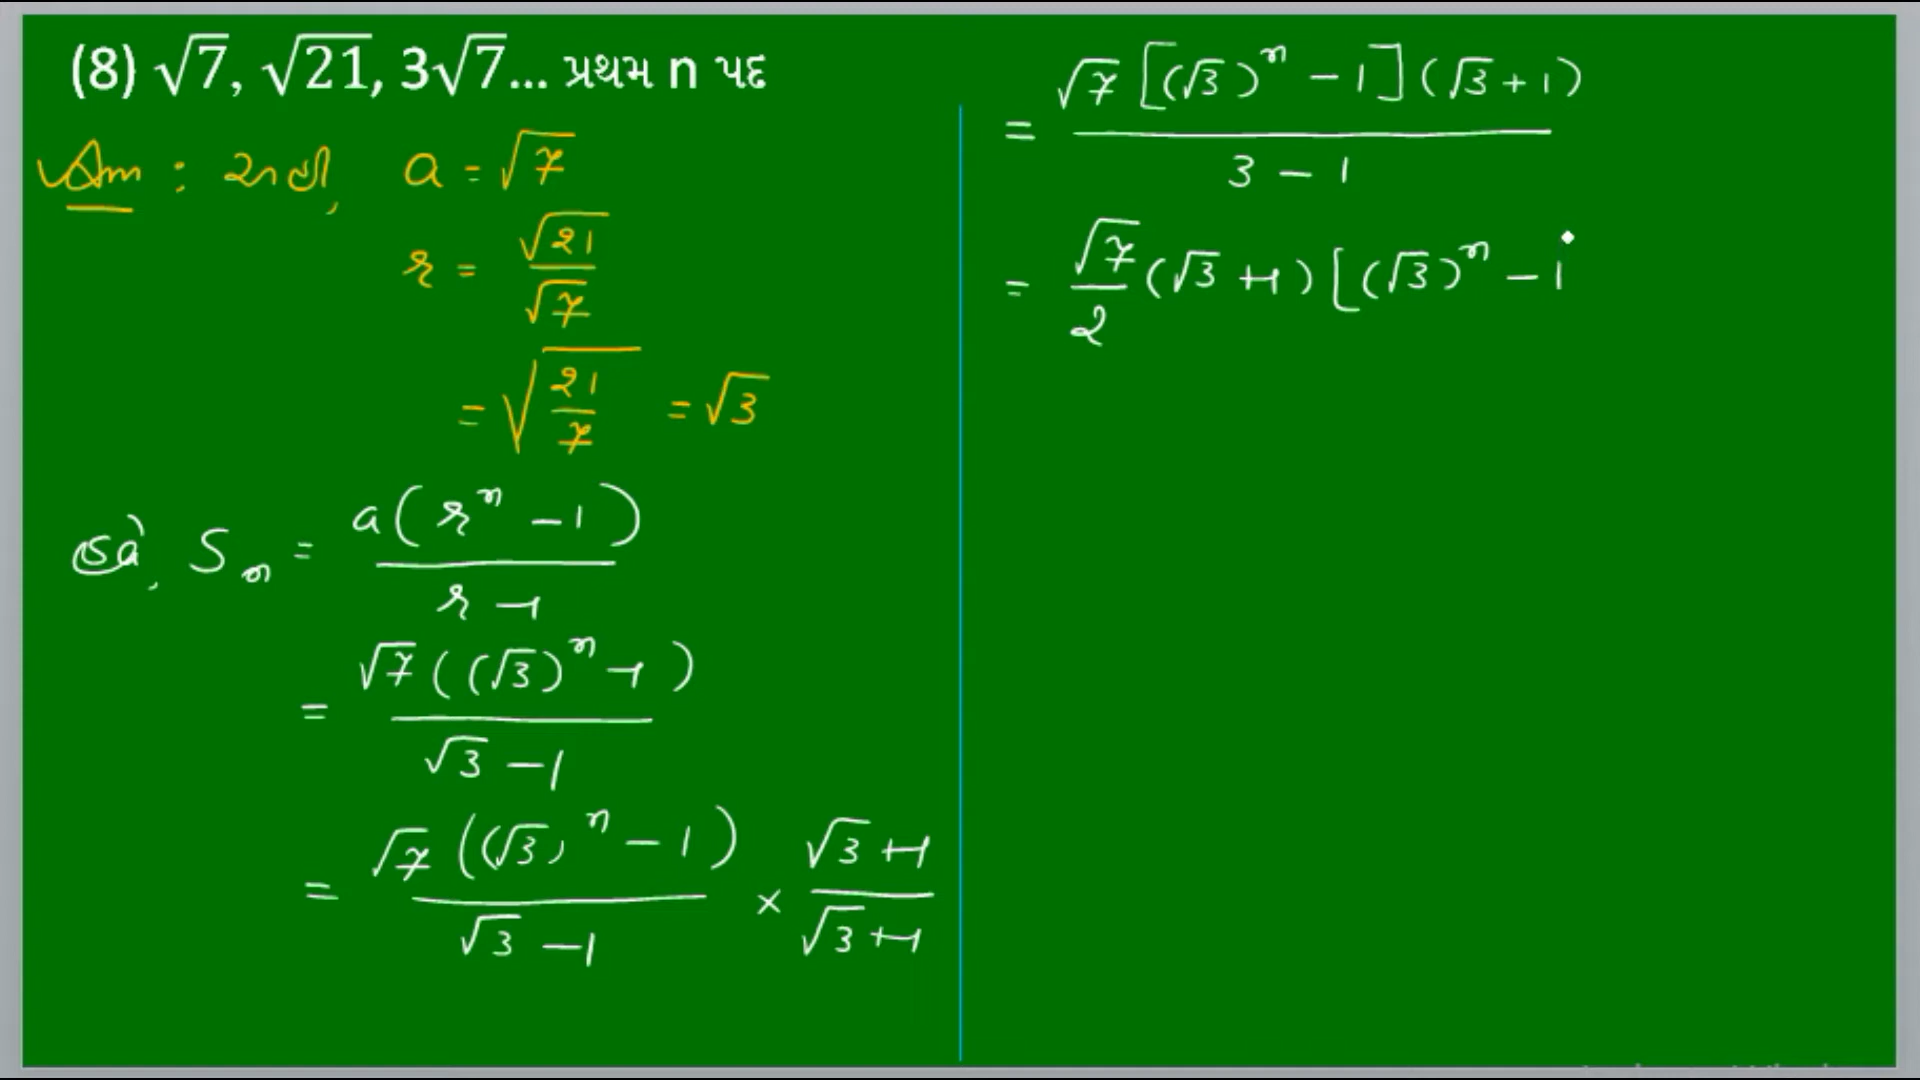 (8) √7, √21, 3√7... પ્રથમ n પદ
Ans : અહીં, a = √7
r = √21/√7
= √(21/7) = √3
હવે, Sₙ = a(rⁿ - 1)/(r - 1)
= √7((√3)ⁿ - 1)/(√3 - 1)
= √7((√3)ⁿ - 1)/(√3 - 1) × (√3 + 1)/(√3 + 1)
= √7[(√3)ⁿ - 1](√3 + 1)/(3 - 1)
= √7/2 (√3 + 1)[(√3)ⁿ - 1